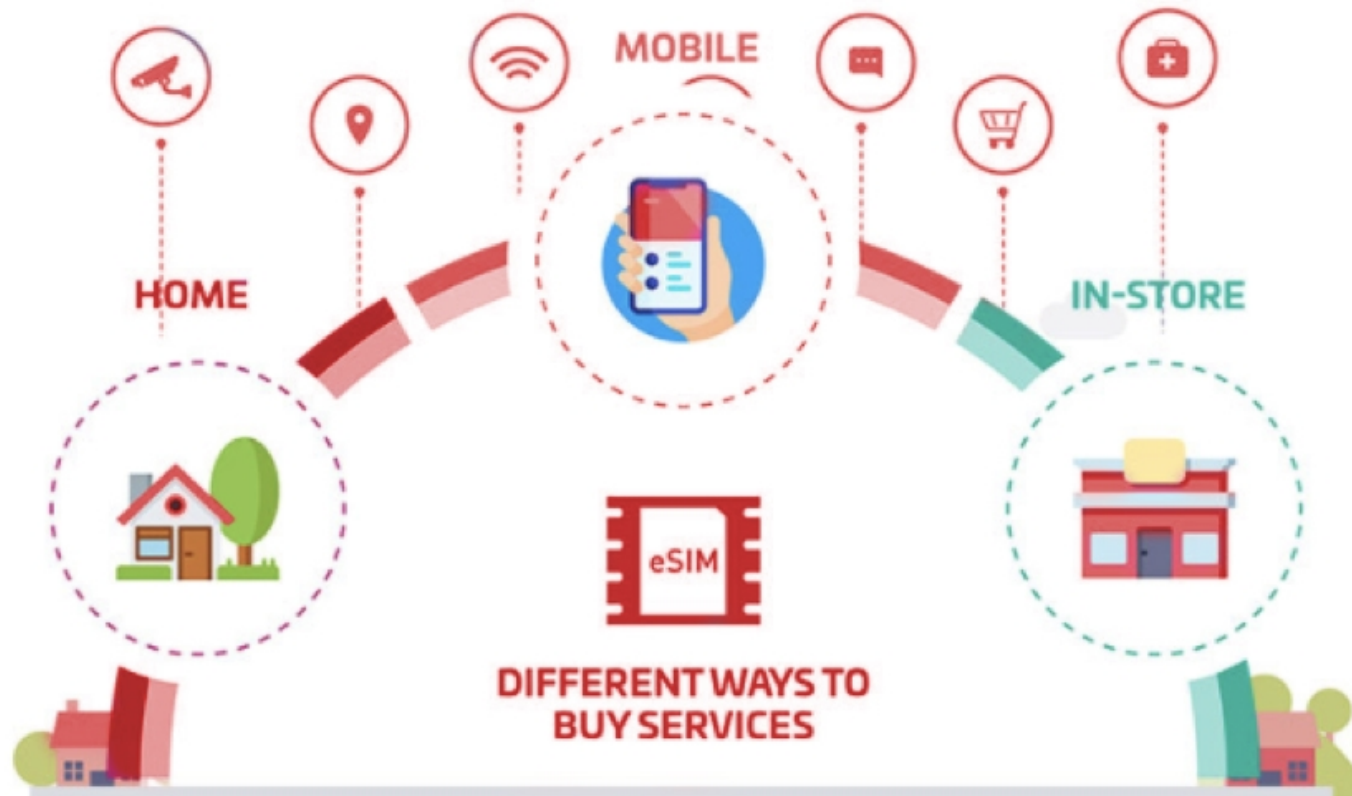 MOBILE
HOME
IN-STORE
eSIM
DIFFERENT WAYS TO
BUY SERVICES